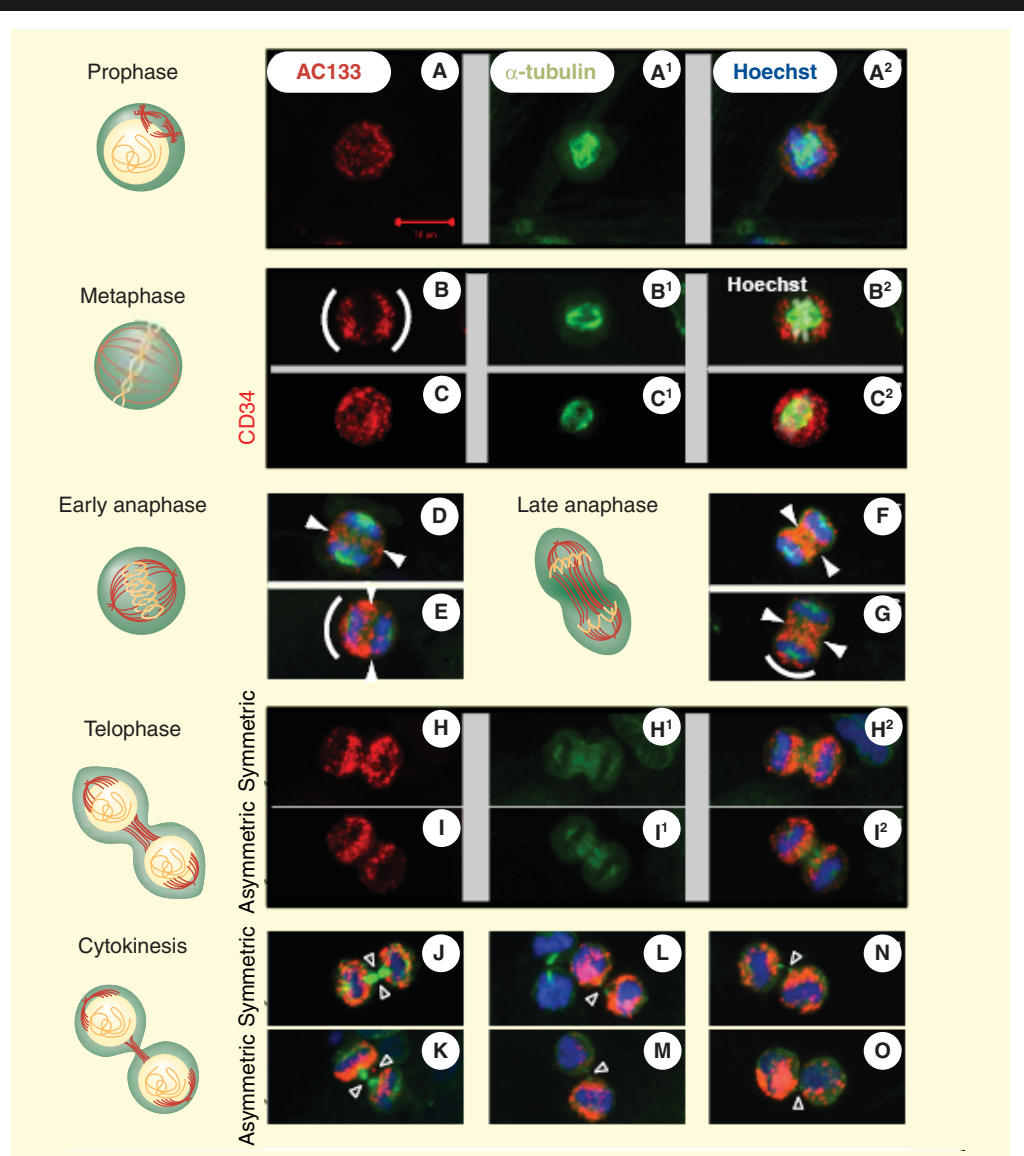 Prophase
AC133
A
α-tubulin
A¹
Hoechst
A²
16 µm
Metaphase
B
B¹
Hoechst
B²
CD34
C
C¹
C²
Early anaphase
D
Late anaphase
F
E
G
Telophase
Symmetric
H
H¹
H²
Asymmetric
I
I¹
I²
Cytokinesis
Symmetric
J
L
N
Asymmetric
K
M
O